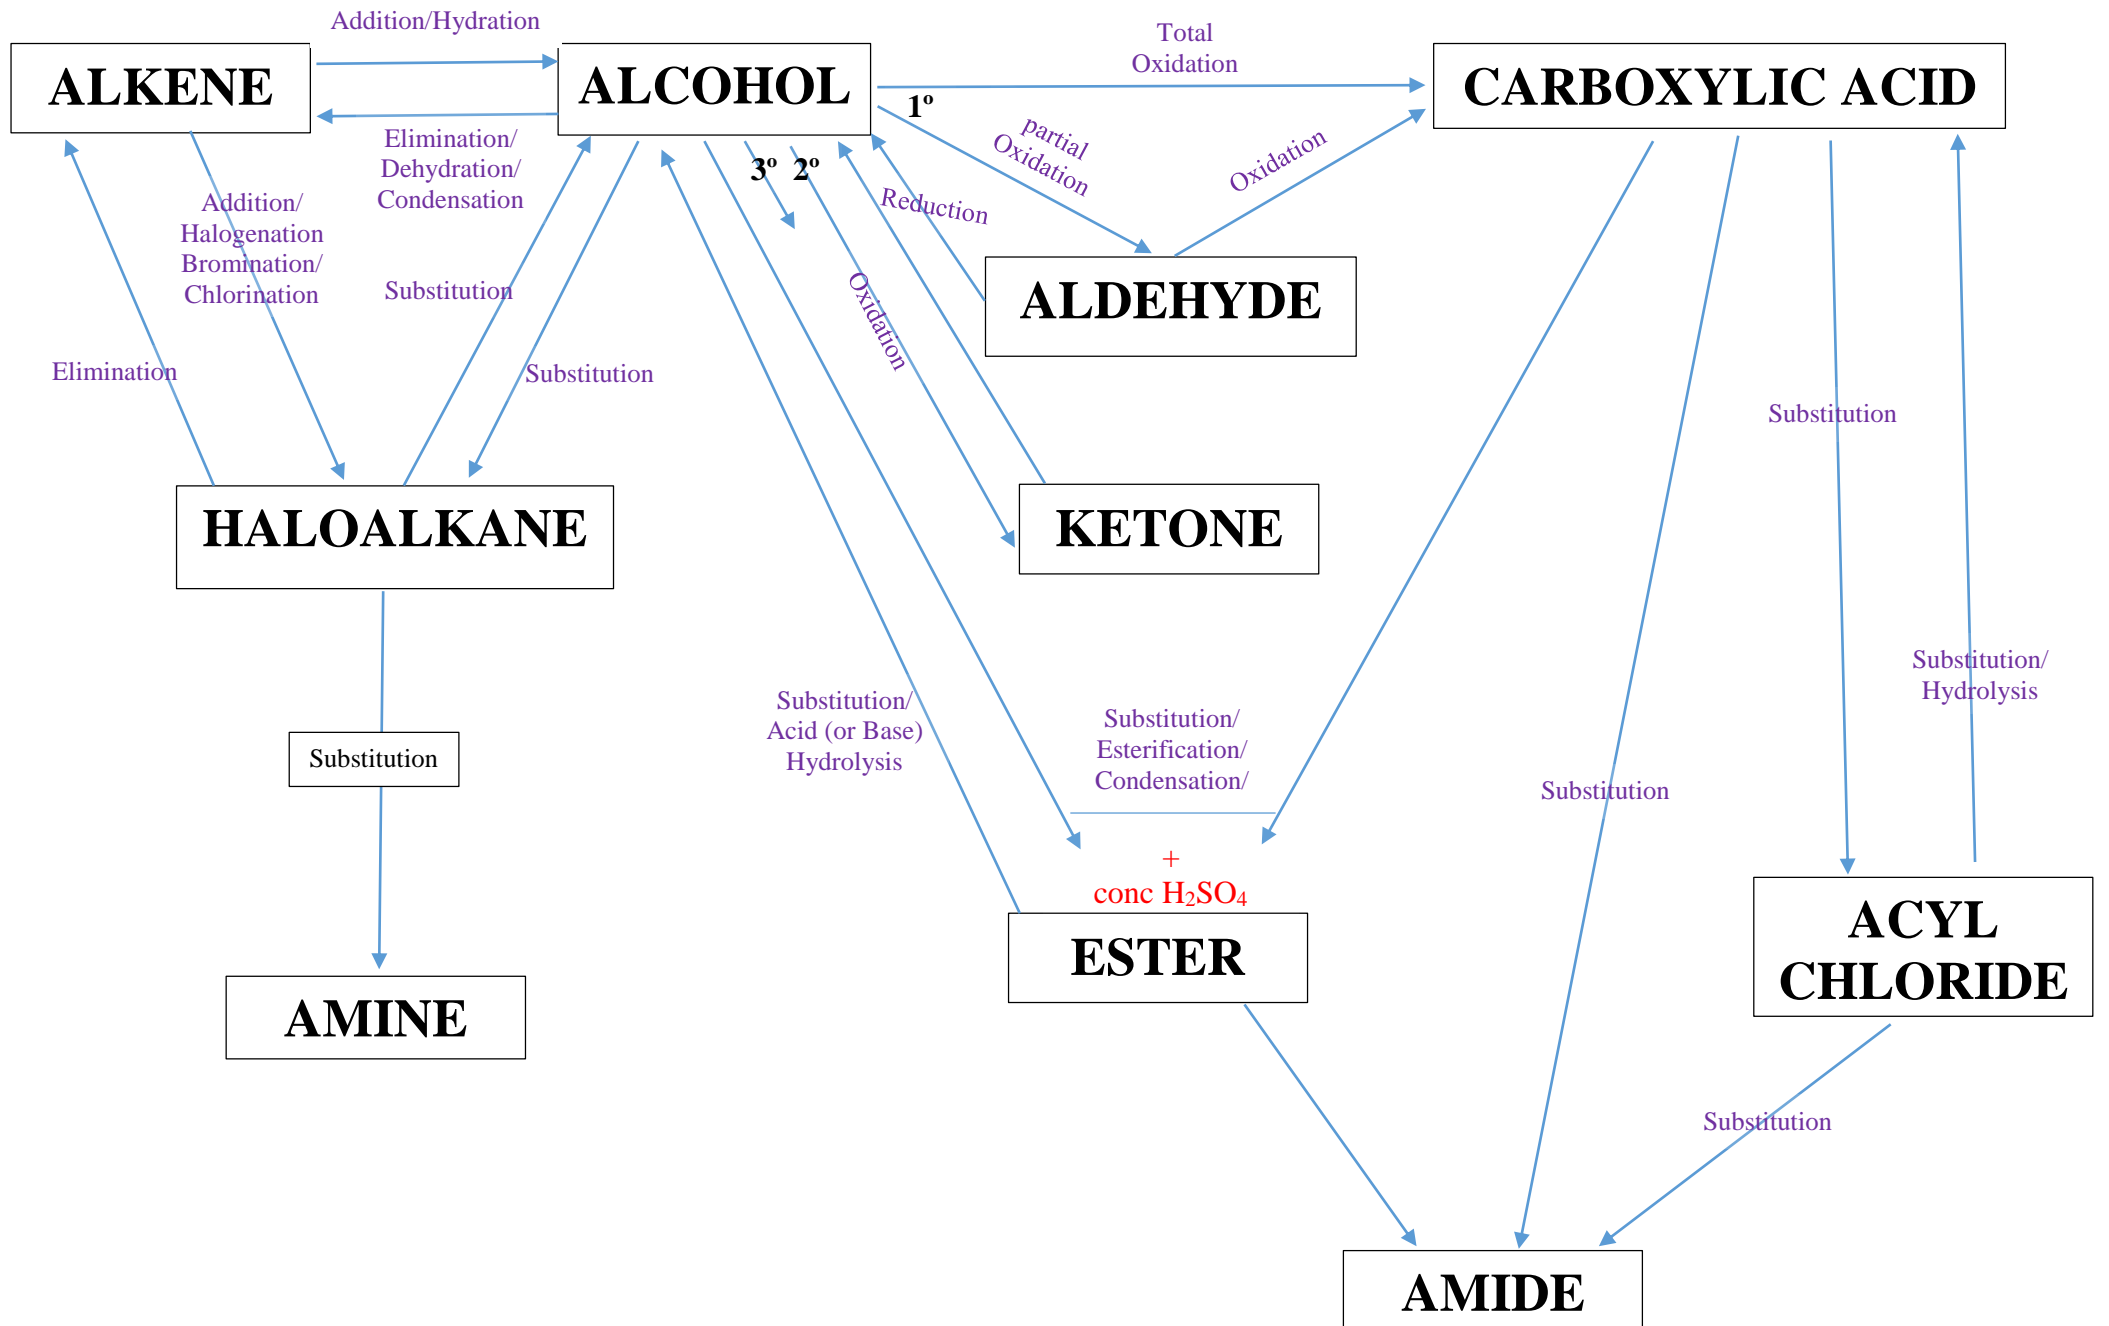 Addition/Hydration
ALKENE
ALCOHOL
Total
Oxidation
CARBOXYLIC ACID
1º
partial
Oxidation
Oxidation
Elimination/
Dehydration/
Condensation
3º 2º
Reduction
Addition/
Halogenation
Bromination/
Chlorination
Substitution
Oxidation
ALDEHYDE
Elimination
Substitution
Substitution
HALOALKANE
KETONE
Substitution/
Hydrolysis
Substitution/
Acid (or Base)
Hydrolysis
Substitution/
Esterification/
Condensation/
Substitution
Substitution
+
conc H₂SO₄
ESTER
ACYL
CHLORIDE
AMINE
Substitution
AMIDE